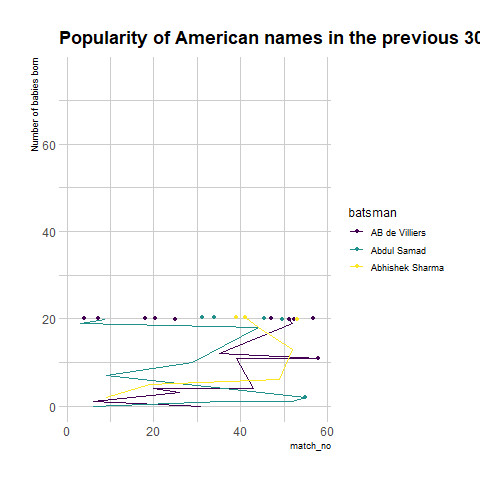 Popularity of American names in the previous 30
Number of babies born
60
40
20
0
0 20 40 60
match_no
batsman
AB de Villiers
Abdul Samad
Abhishek Sharma